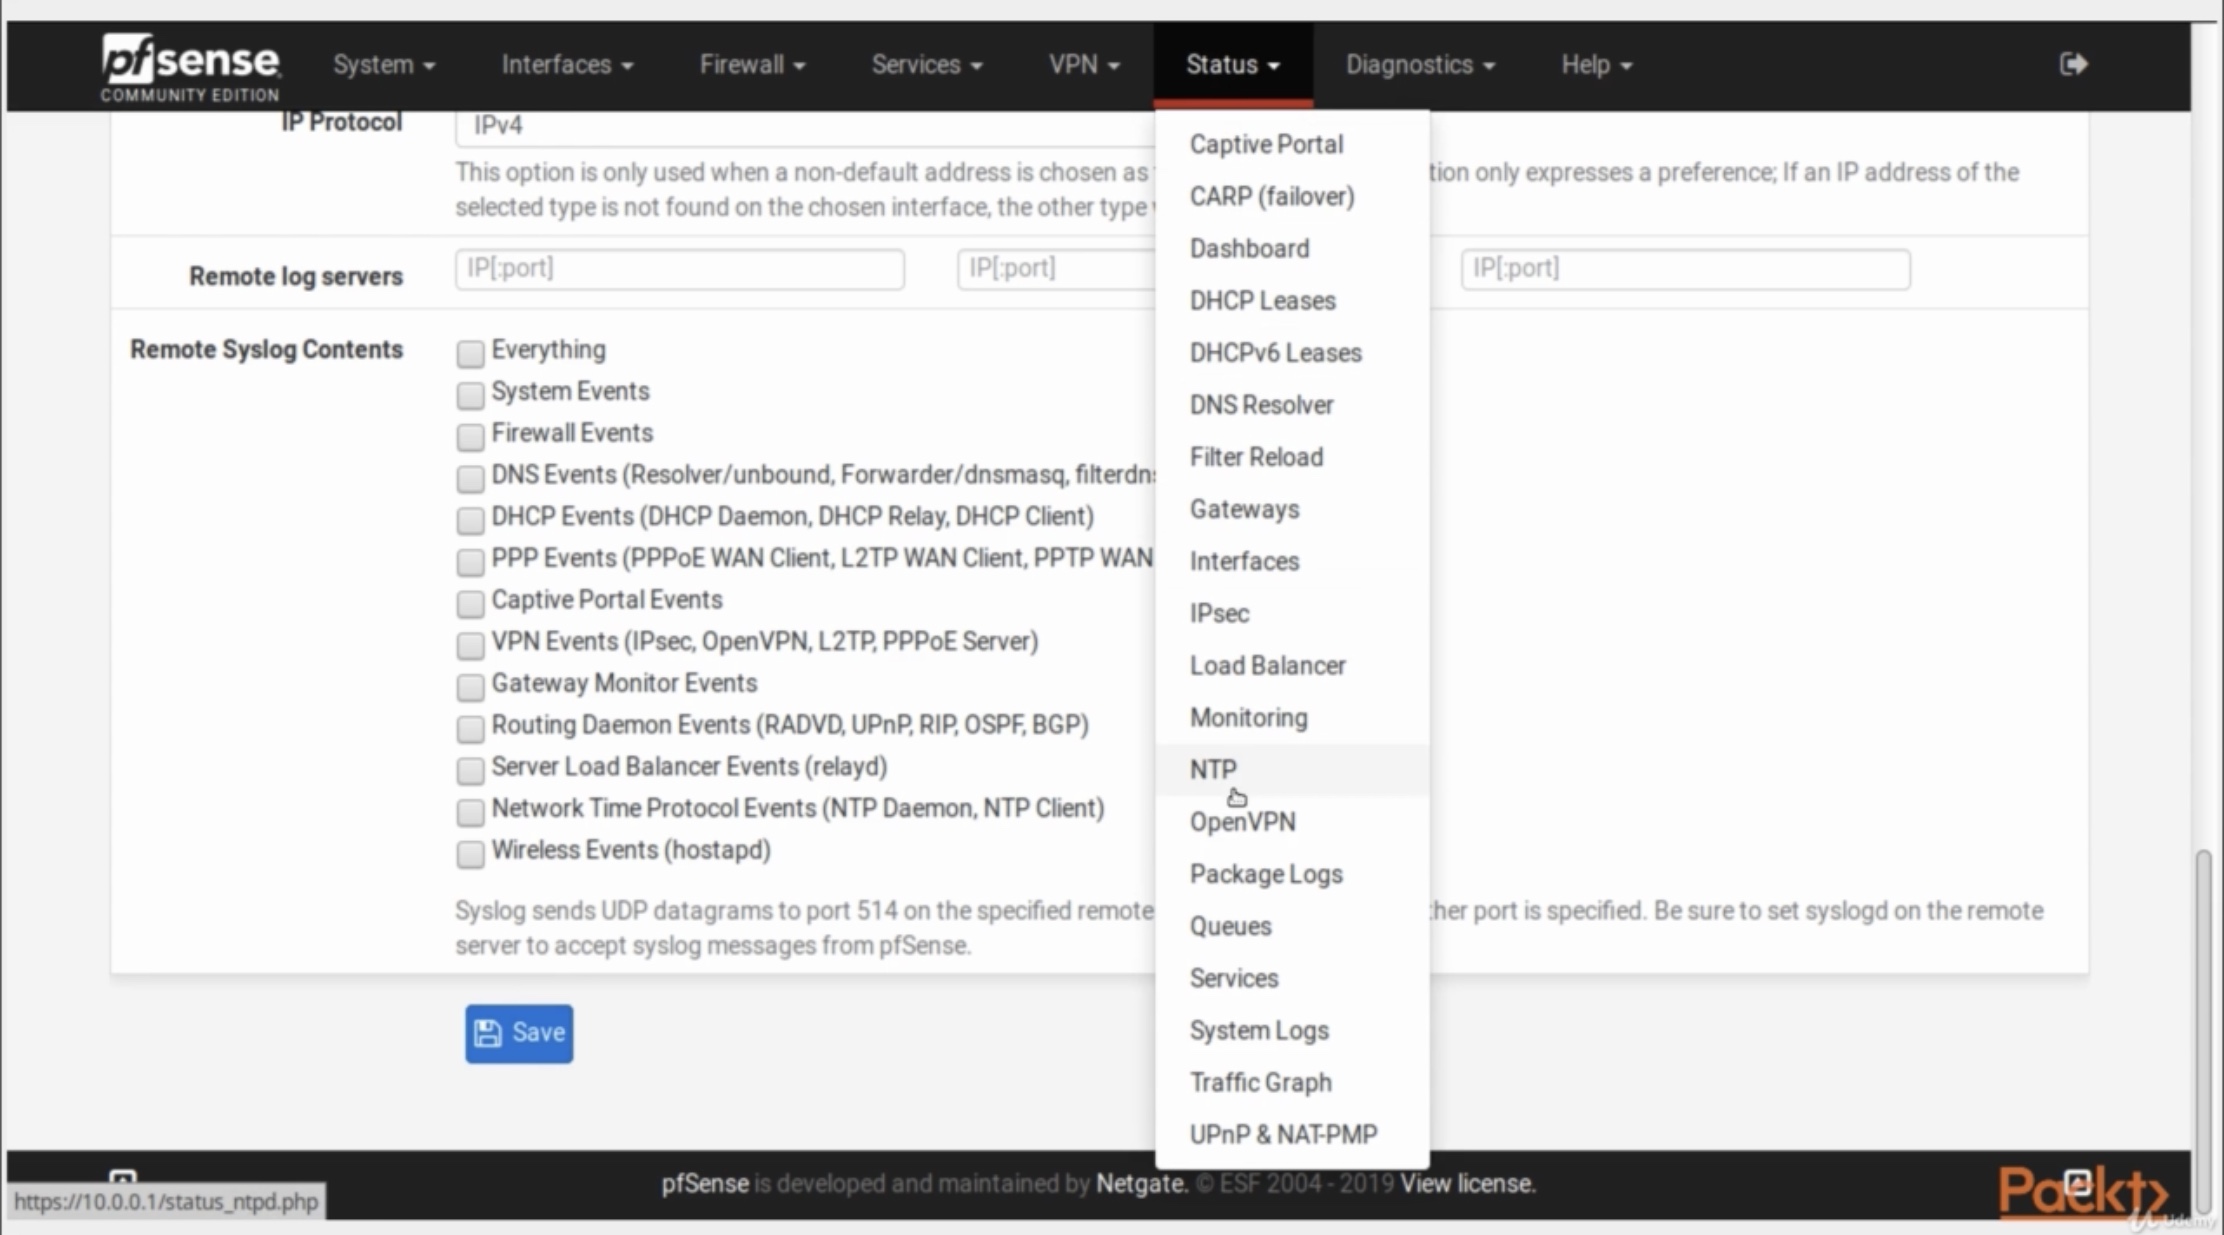 pfsense
COMMUNITY EDITION
System
Interfaces
Firewall
Services
VPN
Status
Diagnostics
Help
IP Protocol
IPv4
This option is only used when a non-default address is chosen as
tion only expresses a preference; If an IP address of the
selected type is not found on the chosen interface, the other type
Remote log servers
IP[:port]
IP[:port]
IP[:port]
Remote Syslog Contents
Everything
System Events
Firewall Events
DNS Events (Resolver/unbound, Forwarder/dnsmasq, filterdns
DHCP Events (DHCP Daemon, DHCP Relay, DHCP Client)
PPP Events (PPPoE WAN Client, L2TP WAN Client, PPTP WAN
Captive Portal Events
VPN Events (IPsec, OpenVPN, L2TP, PPPoE Server)
Gateway Monitor Events
Routing Daemon Events (RADVD, UPnP, RIP, OSPF, BGP)
Server Load Balancer Events (relayd)
Network Time Protocol Events (NTP Daemon, NTP Client)
Wireless Events (hostapd)
Syslog sends UDP datagrams to port 514 on the specified remote
her port is specified. Be sure to set syslogd on the remote
server to accept syslog messages from pfSense.
Save
Captive Portal
CARP (failover)
Dashboard
DHCP Leases
DHCPv6 Leases
DNS Resolver
Filter Reload
Gateways
Interfaces
IPsec
Load Balancer
Monitoring
NTP
OpenVPN
Package Logs
Queues
Services
System Logs
Traffic Graph
UPnP & NAT-PMP
pfSense is developed and maintained by Netgate. © ESF 2004 - 2019 View license.
https://10.0.0.1/status_ntpd.php
Packt>
Udemy